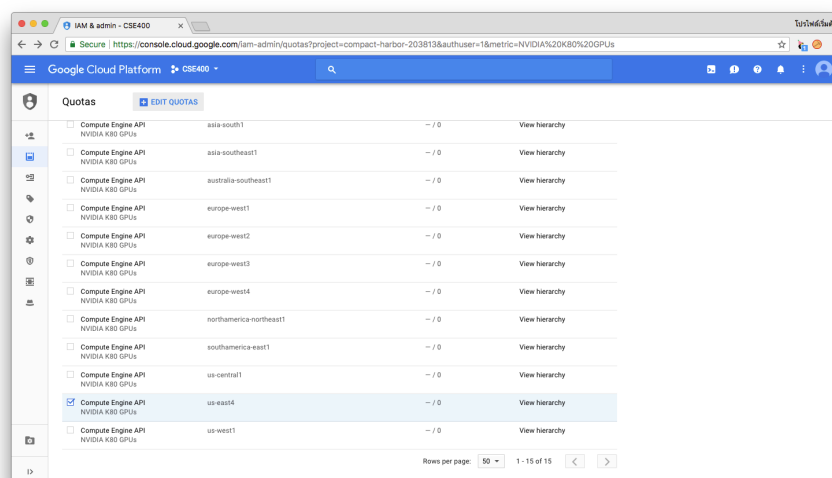 IAM & admin - CSE400
Secure | https://console.cloud.google.com/iam-admin/quotas?project=compact-harbor-203813&authuser=1&metric=NVIDIA%20K80%20GPUs
Google Cloud Platform CSE400
Quotas EDIT QUOTAS
Compute Engine API asia-south1 — / 0 View hierarchy
NVIDIA K80 GPUs
Compute Engine API asia-southeast1 — / 0 View hierarchy
NVIDIA K80 GPUs
Compute Engine API australia-southeast1 — / 0 View hierarchy
NVIDIA K80 GPUs
Compute Engine API europe-west1 — / 0 View hierarchy
NVIDIA K80 GPUs
Compute Engine API europe-west2 — / 0 View hierarchy
NVIDIA K80 GPUs
Compute Engine API europe-west3 — / 0 View hierarchy
NVIDIA K80 GPUs
Compute Engine API europe-west4 — / 0 View hierarchy
NVIDIA K80 GPUs
Compute Engine API northamerica-northeast1 — / 0 View hierarchy
NVIDIA K80 GPUs
Compute Engine API southamerica-east1 — / 0 View hierarchy
NVIDIA K80 GPUs
Compute Engine API us-central1 — / 0 View hierarchy
NVIDIA K80 GPUs
Compute Engine API us-east4 — / 0 View hierarchy
NVIDIA K80 GPUs
Compute Engine API us-west1 — / 0 View hierarchy
NVIDIA K80 GPUs
Rows per page: 50 1 - 15 of 15